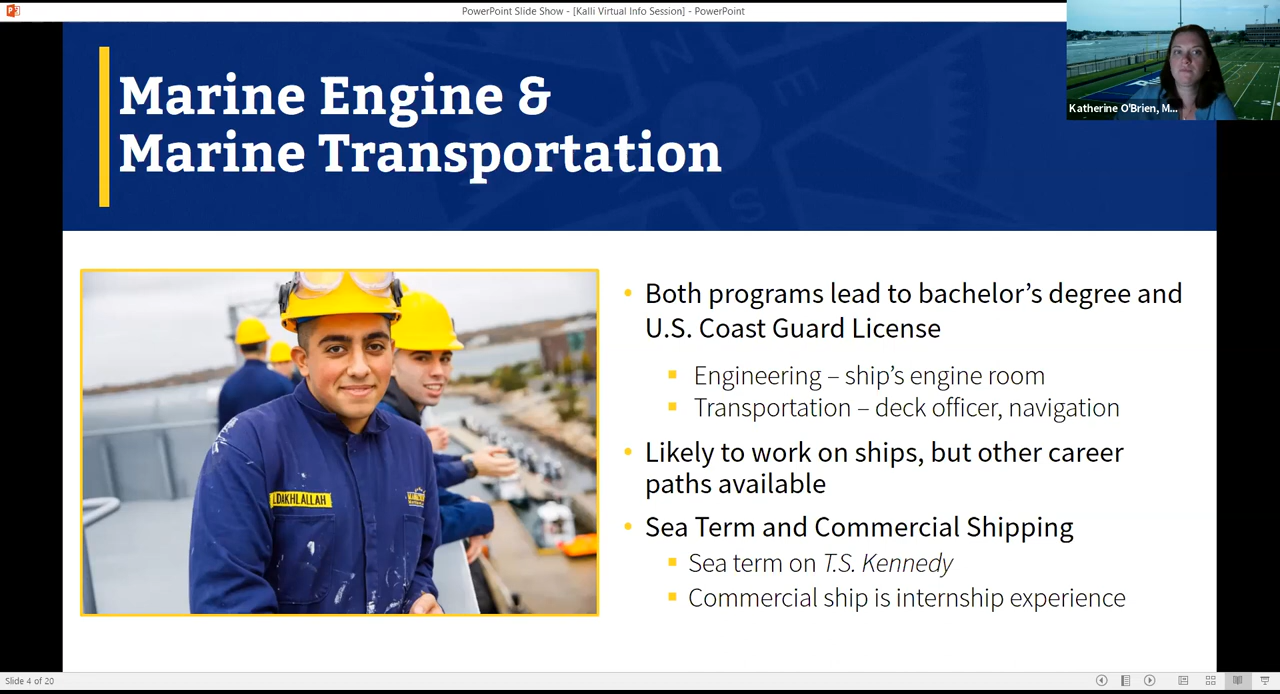 PowerPoint Slide Show - [Kalli Virtual Info Session] - PowerPoint
Katherine O'Brien, M...
Marine Engine &
Marine Transportation
N
E
S
• Both programs lead to bachelor's degree and
U.S. Coast Guard License
▪ Engineering – ship's engine room
▪ Transportation – deck officer, navigation
• Likely to work on ships, but other career
paths available
• Sea Term and Commercial Shipping
▪ Sea term on T.S. Kennedy
▪ Commercial ship is internship experience
Slide 4 of 20